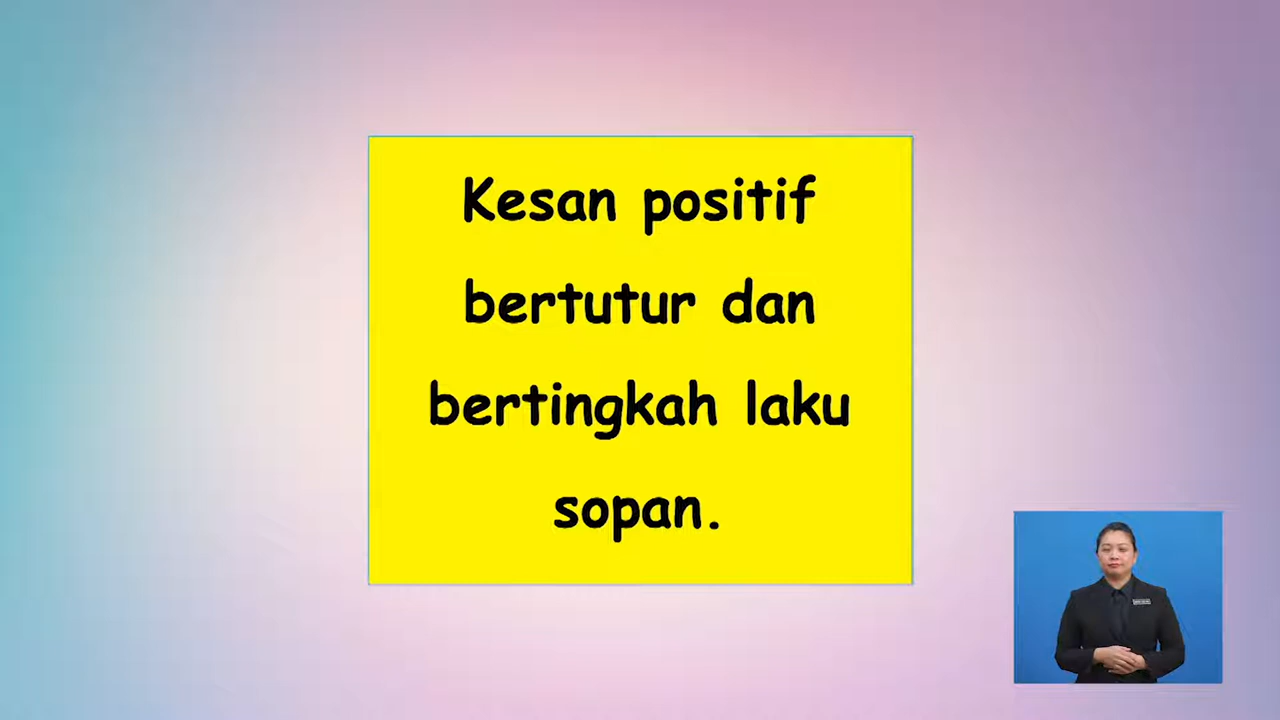 Kesan positif
bertutur dan
bertingkah laku
sopan.